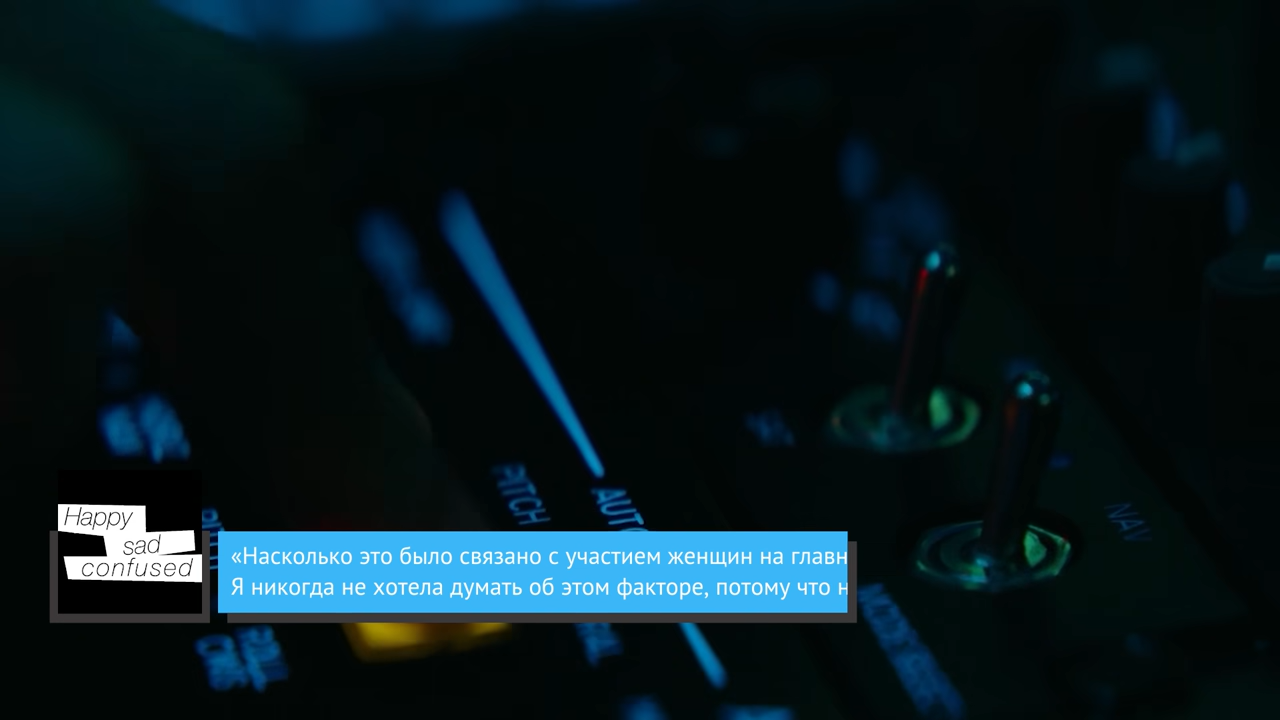 PITCH
AUTO
NAV
Happy
sad
confused
«Насколько это было связано с участием женщин на главн
Я никогда не хотела думать об этом факторе, потому что н